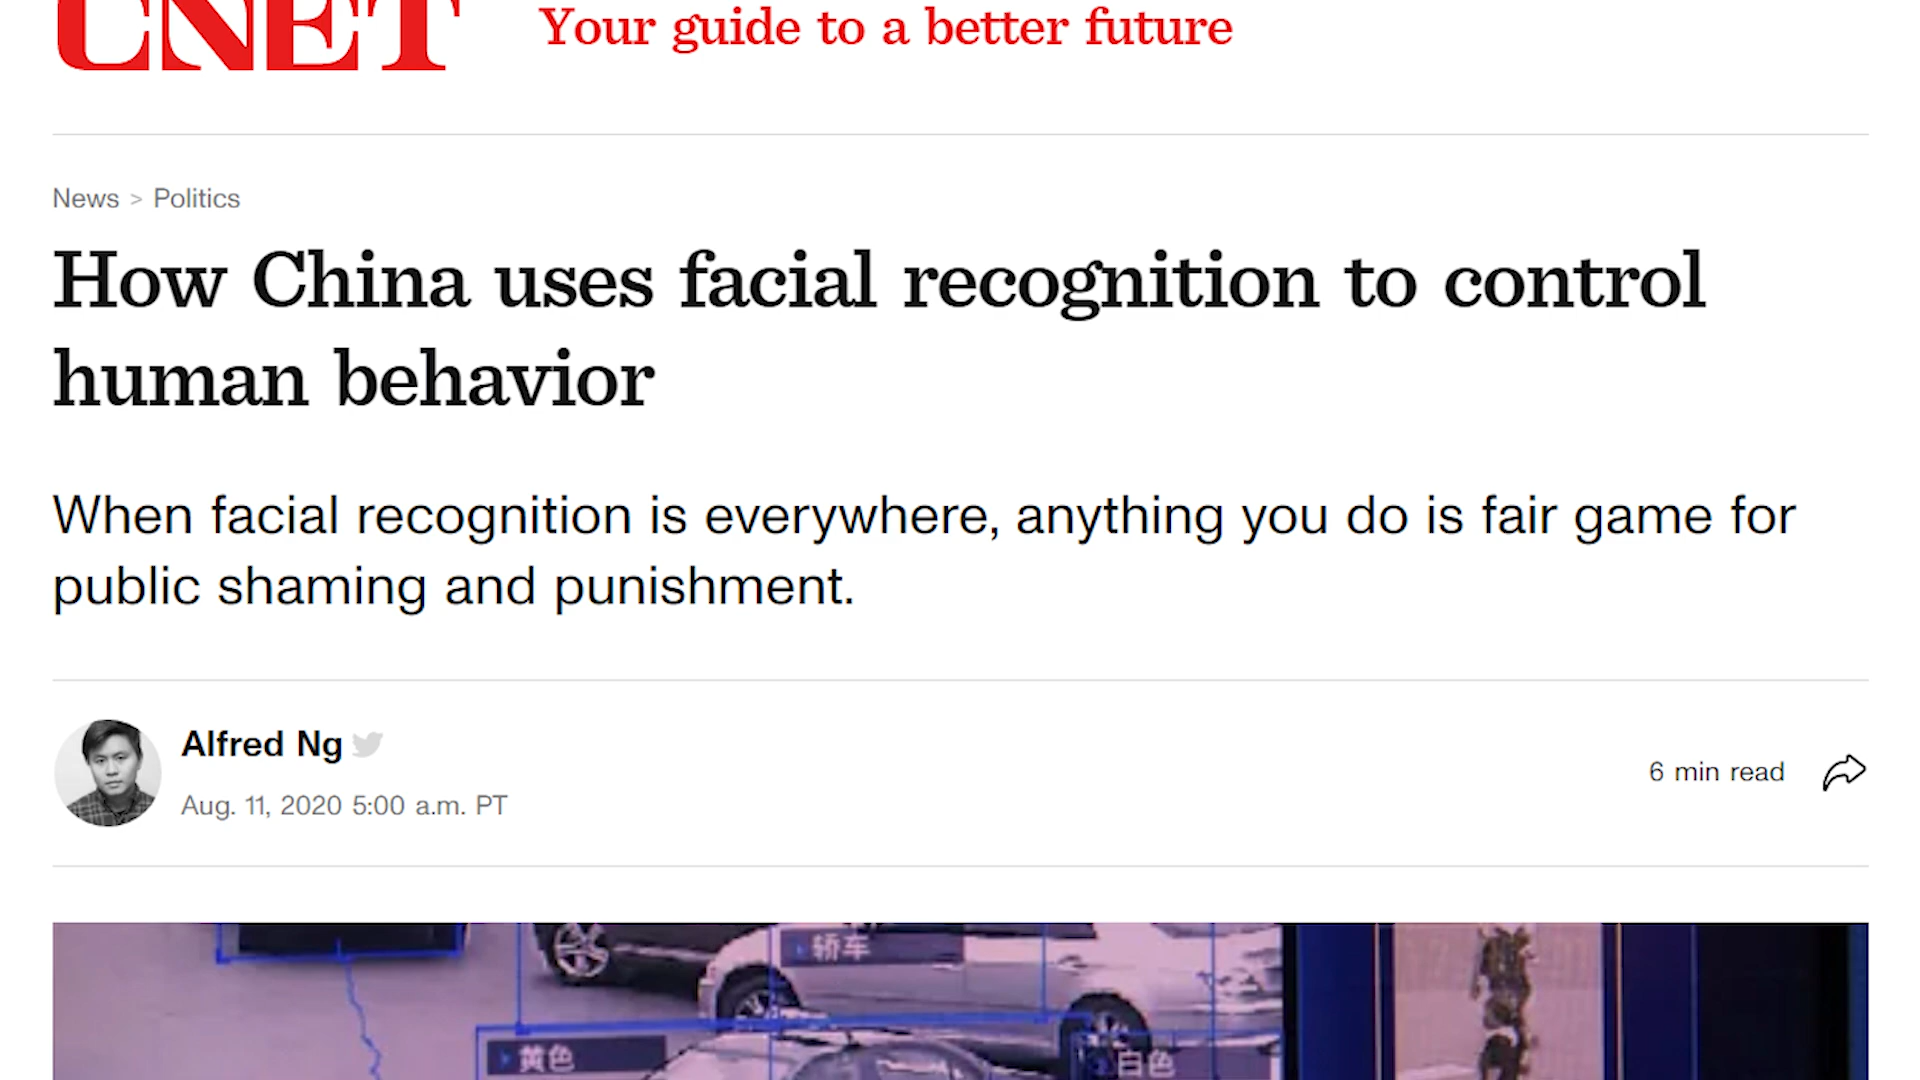 CNET Your guide to a better future
News > Politics
How China uses facial recognition to control
human behavior
When facial recognition is everywhere, anything you do is fair game for
public shaming and punishment.
Alfred Ng
Aug. 11, 2020 5:00 a.m. PT
6 min read
轿车
黄色
白色